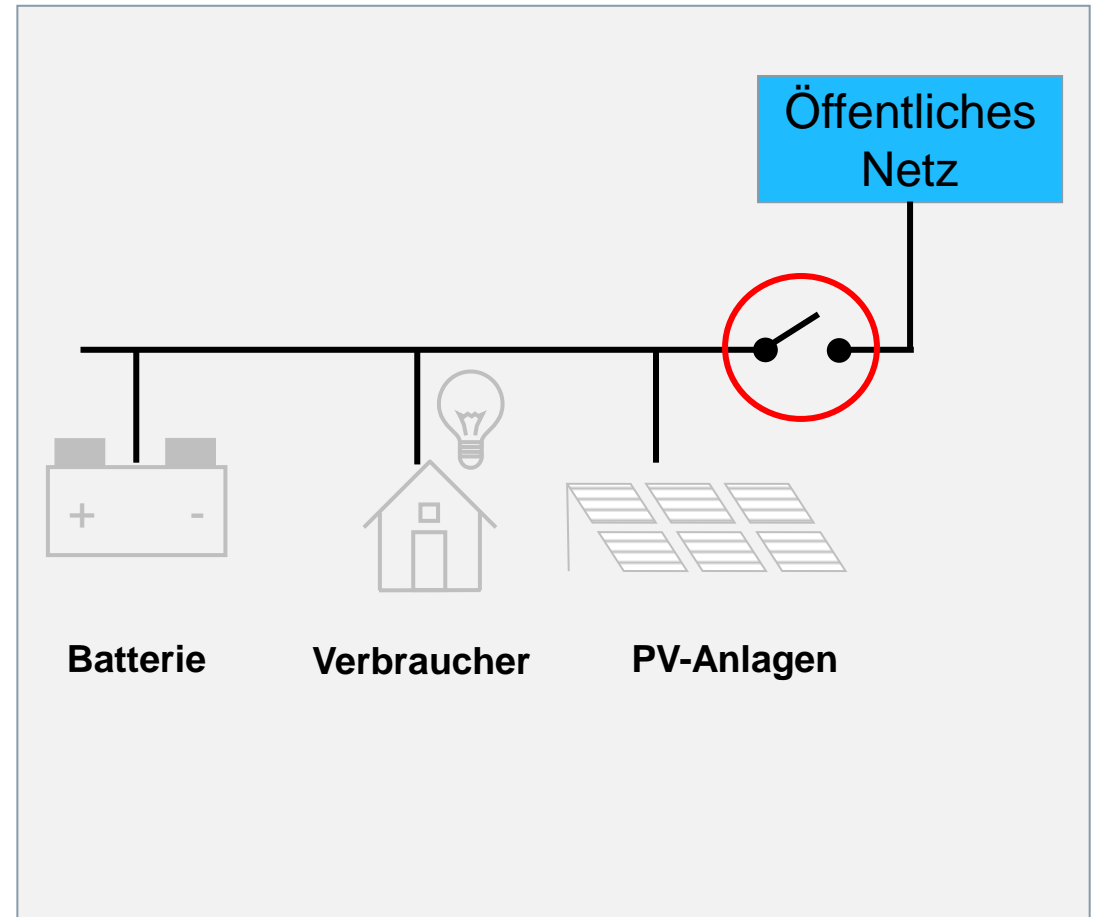 Öffentliches
Netz
+ -
Batterie
Verbraucher
PV-Anlagen